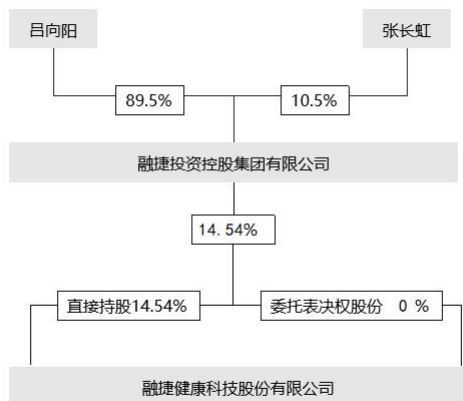 吕向阳
张长虹
89.5%
10.5%
融捷投资控股集团有限公司
14.54%
直接持股14.54%
委托表决权股份 0 %
融捷健康科技股份有限公司